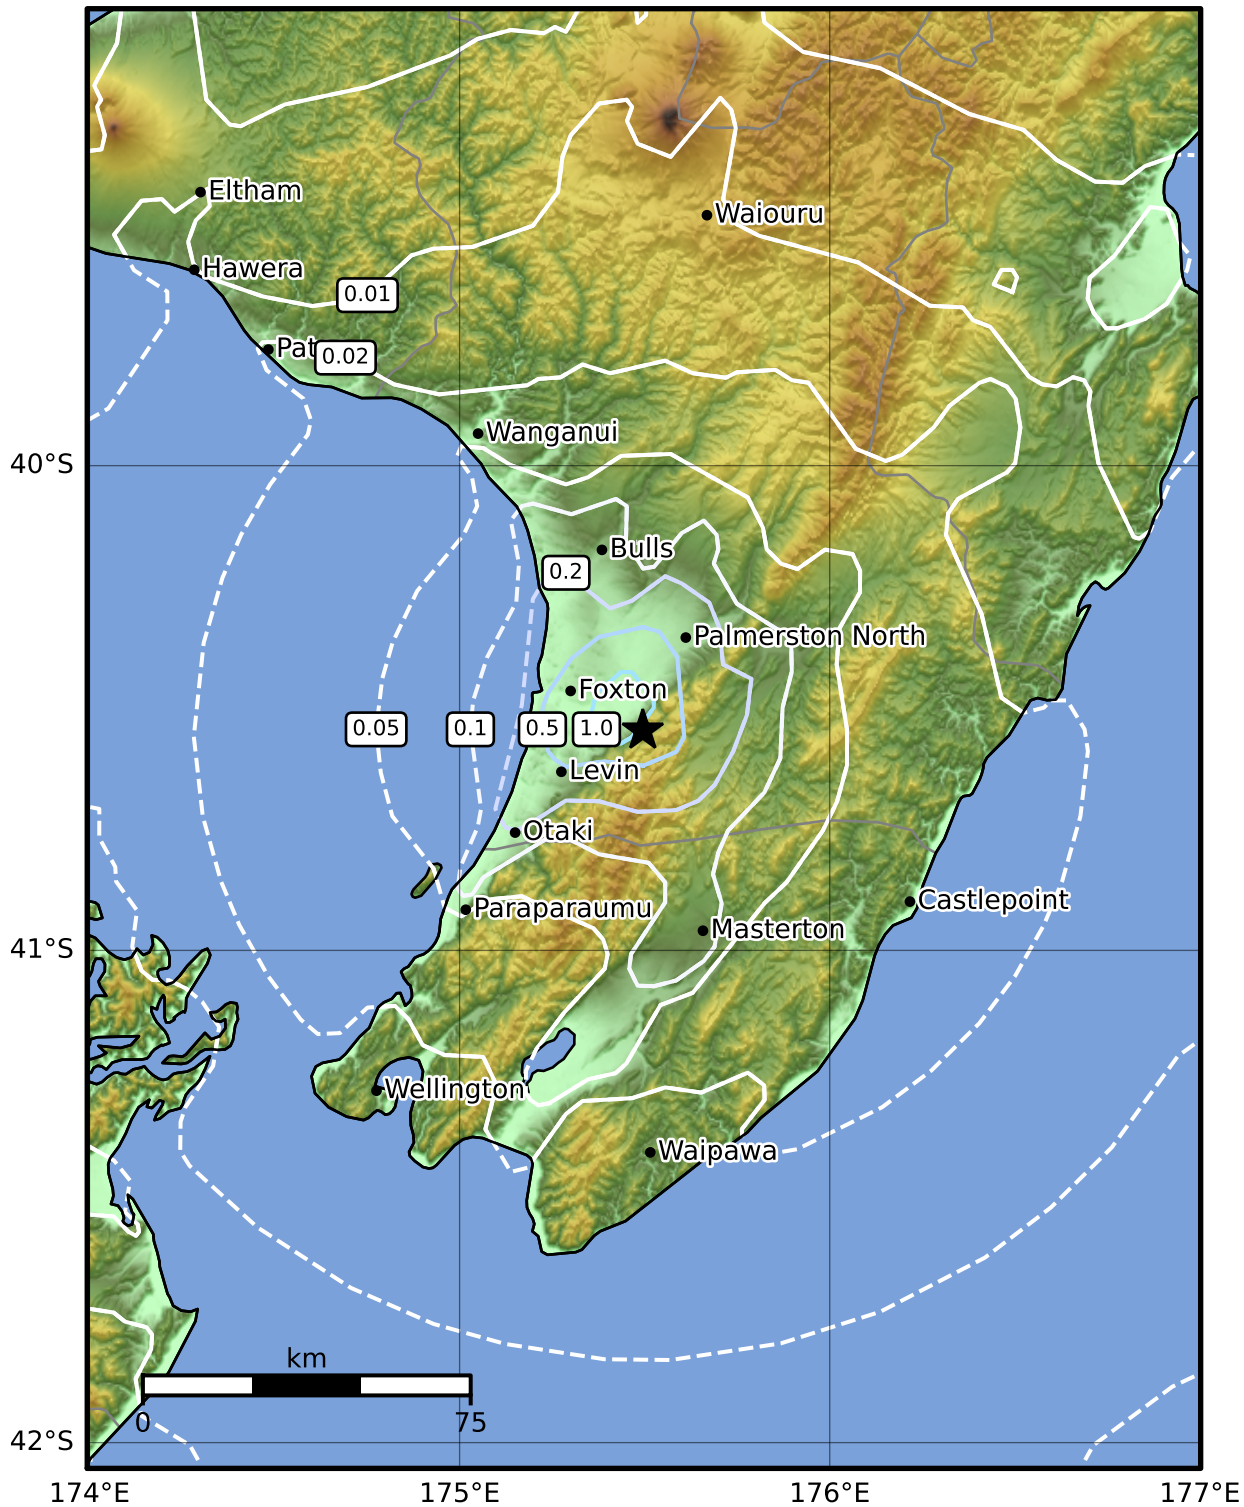 Eltham
Waiouru
Hawera
0.01
Pat
0.02
Wanganui
40°S
Bulls
0.2
Palmerston North
Foxton
0.05
0.1
0.5
1.0
Levin
Otaki
Castlepoint
Paraparaumu
Masterton
41°S
Wellington
Waipawa
km
0
75
42°S
174°E
175°E
176°E
177°E